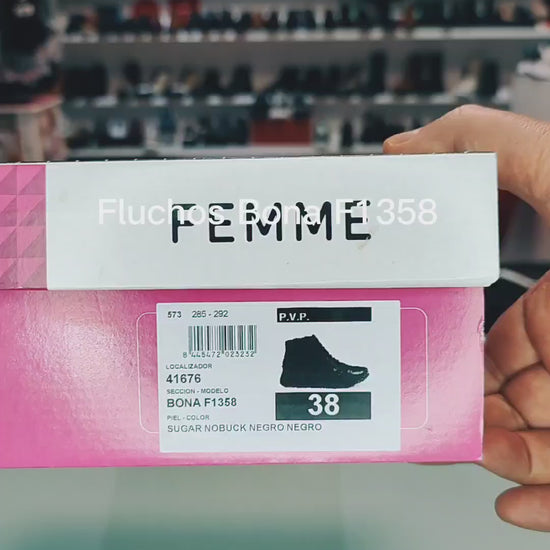 Fluchos Bona F1358
FEMME
573 285-292
P.V.P.
8 445472 023232
LOCALIZADOR
41676
SECCION - MODELO
BONA F1358
38
PIEL - COLOR
SUGAR NOBUCK NEGRO NEGRO